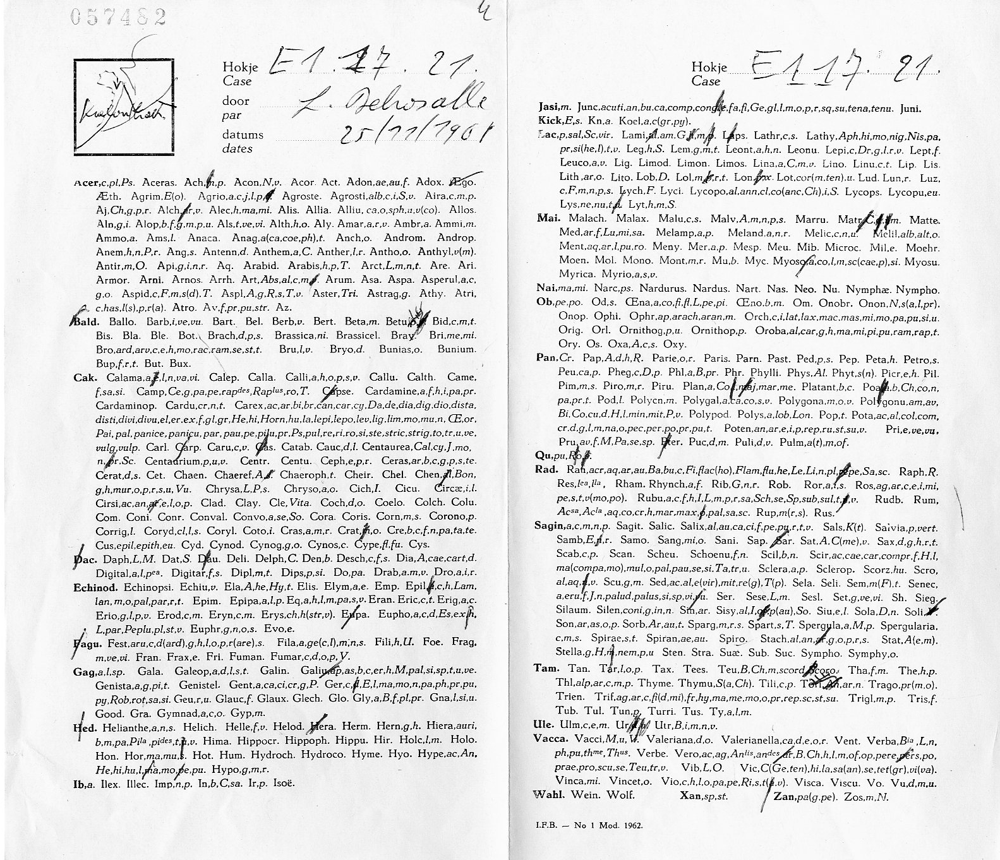 057482
Hokje E1.17.21.
Case
door L. Delvosalle
par
datums 25/11/1961
dates
Acer,c,pl,Ps. Aceras. Ach,m,p. Acon,N,v. Acor. Act. Adon,ae,au,f. Adox. Ægo.
Æth. Agrim,E(o). Agrio,a.c,j,l,p. Agroste. Agrosti,alb,c,i,S,v. Aira,c,m,p.
Aj,Ch,g,p,r. Alch,ar,v. Alec,h,ma,mi. Alis. Allia. Alliu, ca,o,sph,u,v(co). Allos.
Aln,g,i. Alop,b,f,g,m,p,u. Als,t,ve,vi. Alth,h,o. Aly. Amar,a,r,v. Ambr,a. Ammi,m.
Ammo,a. Ams,l. Anaca. Anag,a(ca,coe,ph),t. Anch,o. Androm. Androp.
Anem,h,n,P,r. Ang,s. Antenn,d. Anthem,a,C. Anther,l,r. Antho,o. Anthyl,v(m).
Antir,m,O. Api,g,i,n,r. Aq. Arabid. Arabis,h,p,T. Arct,L,m,n,t. Are. Ari.
Armor. Arni. Arnos. Arrh. Art,Abs,al,c,m, Arum. Asa. Aspa. Asperul,a,c,
g,o. Aspid,c,F,m,s(d),T. Aspl,A,g,R,s,T,v. Aster,Tri. Astrag,g. Athy. Atri,
c,has,l(s),p,r(a). Atro. Av,f,pr,pu,str. Az.
Bald. Ballo. Barb,i,ve,vu. Bart. Bel. Berb,v. Bert. Beta,m. Betu, Bid,c,m,t.
Bis. Bla. Ble. Bot. Brach,d,p,s. Brassica,ni. Brassicel. Bray. Bri,me,mi.
Bro,ard,arv,c,e,h,mo,rac,ram,se,st,t. Bru,l,v. Bryo,d. Bunias,o. Bunium.
Bup,f,r,t. But. Bux.
Cak. Calama,a,e,l,n,va,vi. Calep. Calla. Calli,a,h,o,p,s,v. Callu. Calth. Came,
f,sa,si. Camp,Ce,g,pa,pe,rapdes,Raplus,ro,T. Capse. Cardamine,a,f,h,i,pa,pr.
Cardaminop. Cardu,cr,n,t. Carex,ac,ar,bi,br,can,car,cy,Da,de,dia,dig,dio,dista,
disti,divi,divu,el,er,ex,f,gl,gr,He,hi,Horn,hu,la,lepi,lepo,lev,lig,lim,mo,mu,n,Œ,or,
Pai,pal,panice,panicu,par,pau,pe,pilu,pr,Ps,pul,re,ri,ro,si,ste,stric,strig,to,tr,u,ve,
vulg,vulp. Carl. Carp. Caru,c,v. Cas. Catab. Cauc,d,l. Centaurea,Cal,cy,J,mo,
n,pr,Sc. Centaurium,p,u,v. Centr. Centu. Ceph,e,p,r. Ceras,ar,b,c,g,p,s,te.
Cerat,d,s. Cet. Chaen. Chaeref,A, Chaeroph,t. Cheir. Chel. Chen,al,Bon,
g,h,mur,o,p,r,s,u,Vu. Chrysa,L,P,s. Chryso,a,o. Cich,I. Cicu. Circæ,i,l.
Cirsi,ac,an,ar,e,l,o,p. Clad. Clay. Cle,Vita. Coch,d,o. Coelo. Colch. Colu.
Com. Coni. Conr. Conval. Convo,a,se,So. Cora. Coris. Corn,m,s. Corono,p.
Corrig,l. Coryd,cl,l,s. Coryl. Coto,i. Cras,a,m,r. Crat,m,o. Cre,b,c,f,n,pa,ta,te.
Cus,epil,epith,eu. Cyd. Cynod. Cynog,g,o. Cynos,c. Cype,fl,fu. Cys.
Dac. Daph,L,M. Dat,S. Dau. Deli. Delph,C. Den,b. Desch,c,f,s. Dia,A,cae,cart,d.
Digital,a,l,pea. Digitar,f,s. Dipl,m,t. Dips,p,si. Do,pa. Drab,a,m,v. Dro,a,i,r.
Echinod. Echinopsi. Echiu,v. Ela,A,he,Hy,t. Elis. Elym,a,e. Emp. Epil,a,c,h,Lam,
lan,m,o,pal,par,r,t. Epim. Epipa,a,l,p. Eq,a,h,l,m,pa,s,v. Eran. Eric,c,t. Erig,a,c.
Erio,g,l,p,v. Erod,c,m. Eryn,c,m. Erys,ch,h(str,v). Eupa. Eupho,a,c,d,Es,ex,h,
L,par,Peplu,pl,st,v. Euphr,g,n,o,s. Evo,e.
Fagu. Fest,aru,c,d(ard),g,h,l,o,p,r(are),s. Fila,a,ge(c,l),m,n,s. Fili,h,U. Foe. Frag,
m,ve,vi. Fran. Frax,e. Fri. Fuman. Fumar,c,d,o,p,V.
Gag,a,l,sp. Gala. Galeop,a,d,l,s,t. Galin. Galiu,ap,as,b,c,er,h,M,pal,si,sp,t,u,ve.
Genista,a,g,pi,t. Genistel. Gent,a,ca,ci,cr,g,P. Ger,c,d,E,l,ma,mo,n,pa,ph,pr,pu,
py,Rob,rot,sa,si. Geu,r,u. Glauc,f. Glaux. Glech. Glo. Gly,a,B,f,pl,pr. Gna,l,si,u.
Good. Gra. Gymnad,a,c,o. Gyp,m.
Hed. Helianthe,a,n,s. Helich. Helle,f,v. Helod. Hera. Herm. Hern,g,h. Hiera,auri,
b,m,pa,Pila,pides,t,u,v. Hima. Hippocr. Hippoph. Hippu. Hir. Holc,l,m. Holo.
Hon. Hor,ma,mu,s. Hot. Hum. Hydroch. Hydroco. Hyme. Hyo. Hype,ac,An,
He,hi,hu,l,ma,mo,pe,pu. Hypo,g,m,r.
Ib,a. Ilex. Illec. Imp,n,p. In,b,C,sa. Ir,p. Isoë.
Hokje E1.17.21.
Case
Jasi,m. Junc,acuti,an,bu,ca,comp,congle,e,fa,fi,Ge,gl,l,m,o,p,r,sq,su,tena,tenu. Juni.
Kick,E,s. Kn,a. Koel,a,c(gr,py).
Lac,p,sal,Sc,vir. Lami,al,am,G,h,m,p. Laps. Lathr,c,s. Lathy,Aph,hi,mo,nig,Nis,pa,
pr,si(he,l),t,v. Leg,h,S. Lem,g,m,t. Leont,a,h,n. Leonu. Lepi,c,Dr,g,l,r,v. Lept,f.
Leuco,a,v. Lig. Limod. Limon. Limos. Lina,a,C,m,v. Lino. Linu,c,t. Lip. Lis.
Lith,ar,o. Lito. Lob,D. Lol,m,p,r,t. Lon,p,x. Lot,cor(m,ten),u. Lud. Lun,r. Luz,
c,F,m,n,p,s. Lych,F. Lyci. Lycopo,al,ann,cl,co(anc,Ch),i,S. Lycops. Lycopu,eu.
Lys,ne,nu,t, Lyt,h,m,S.
Mai. Malach. Malax. Malu,c,s. Malv,A,m,n,p,s. Marru. Matr,C, m. Matte.
Med,ar,f,Lu,mi,sa. Melamp,a,p. Meland,a,n,r. Melic,c,n,u. Melil,alb,alt,o.
Ment,aq,ar,l,pu,ro. Meny. Mer,a,p. Mesp. Meu. Mib. Microc. Mil,e. Moehr.
Moen. Mol. Mono. Mont,m,r. Mu,b. Myc. Myoso,a,co,l,m,sc(cae,p),si. Myosu.
Myrica. Myrio,a,s,v.
Nai,ma,mi. Narc,ps. Nardurus. Nardus. Nart. Nas. Neo. Nu. Nymphæ. Nympho.
Ob,pe,po. Od,s. Œna,a,co,fi,fl,L,pe,pi. Œno,b,m. Om. Onobr. Onon,N,s(a,l,pr).
Onop. Ophi. Ophr,ap,arach,aran,m. Orch,c,i,lat,lax,mac,mas,mi,mo,pa,pu,si,u.
Orig. Orl. Ornithog,p,u. Ornithop,p. Oroba,al,car,g,h,ma,mi,pi,pu,ram,rap,t.
Ory. Os. Oxa,A,c,s. Oxy.
Pan,Cr. Pap,A,d,h,R. Parie,o,r. Paris. Parn. Past. Ped,p,s. Pep. Peta,h. Petro,s.
Peu,ca,p. Pheg,c,D,p. Phl,a,B,pr. Phr. Phylli. Phys,Al. Phyt,s(n). Picr,e,h. Pil.
Pim,m,s. Piro,m,r. Piru. Plan,a,Co,l,maj,mar,me. Platant,b,c. Poa,a,b,Ch,co,n,
pa,pr,t. Pod,l. Polycn,m. Polygal,a,ca,co,s,v. Polygona,m,o,v. Polygonu,am,av,
Bi,Co,cu,d,H,l,min,mit,P,v. Polypod. Polys,a,lob,Lon. Pop,t. Pota,ac,al,col,com,
cr,d,g,l,m,na,o,pec,per,po,pr,pu,t. Poten,an,ar,e,i,p,rep,ru,st,su,v. Pri,e,ve,vu.
Pru,av,f,M,Pa,se,sp. Pter. Puc,d,m. Puli,d,v. Pulm,a(t),m,of.
Qu,pu,Ro,s.
Rad. Ran,acr,aq,ar,au,Ba,bu,c,Fi,flac(ho),Flam,flu,he,Le,Li,n,pl,re,pe,Sa,sc. Raph,R.
Res,lea,lla, Rham. Rhynch,a,f. Rib,G,n,r. Rob. Ror,a,i,s. Ros,ag,ar,c,e,i,mi,
pe,s,t,v(mo,po). Rubu,a,c,f,h,I,L,m,p,r,sa,Sch,se,Sp,sub,sul,t,u,v. Rudb. Rum,
Acsa,Acla,aq,co,cr,h,mar,max,o,pal,sa,sc. Rup,m(r,s). Rus.
Sagin,a,c,m,n,p. Sagit. Salic. Salix,al,au,ca,ci,f,pe,pu,r,t,v. Sals,K(t). Salvia,p,vert.
Samb,E,n,r. Samo. Sang,mi,o. Sani. Sap. Sar. Sat,A,C(me),v. Sax,d,g,h,r,t.
Scab,c,p. Scan. Scheu. Schoenu,f,n. Scil,b,n. Scir,ac,cae,car,compr,f,H,l,
ma(compa,mo),mul,o,pal,pau,se,si,Ta,tr,u. Sclera,a,p. Sclerop. Scorz,hu. Scro,
al,aq,n,v. Scu,g,m. Sed,ac,al,e(vir),mit,re(g),T(p). Sela. Seli. Sem,m(F),t. Senec,
a,eru,f,J,n,palud,palus,si,sp,vi,vu. Ser. Sese,L,m. Sesl. Set,g,ve,vi. Sh. Sieg.
Silaum. Silen,coni,g,in,n. Sin,ar. Sisy,al,I,of,p(au),So. Siu,e,l. Sola,D,n. Soli,V.
Son,ar,as,o,p. Sorb,Ar,au,t. Sparg,m,r,s. Spart,s,T. Spergula,a,M,p. Spergularia,
c,m,s. Spirae,s,t. Spiran,ae,au. Spiro. Stach,al,an,ar,g,o,p,r,s. Stat,A(e,m).
Stella,g,H,m,nem,p,u Sten. Stra. Suæ. Sub. Suc. Sympho. Symphy,o.
Tam. Tan. Tar,l,o,p. Tax. Tees. Teu,B,Ch,m,scord,Scoro. Tha,f,m. The,h,p.
Thl,alp,ar,c,m,p. Thyme. Thymu,S(a,Ch). Tili,c,p. Tori,An,ar,n. Trago,pr(m,o).
Trien. Trif,ag,ar,c,fi(d,mi),fr,hy,ma,me,mo,o,pr,rep,sc,st,su. Trigl,m,p. Tris,f.
Tub. Tul. Tun,p. Turri. Tus. Ty,a,l,m.
Ule. Ulm,c,e,m. Ur,d,u. Utr,B,i,m,n,v.
Vacca. Vacci,M,u,V. Valeriana,d,o. Valerianella,ca,d,e,o,r. Vent. Verba,Bia,L,n,
ph,pu,thme,Thus. Verbe. Vero,ac,ag,Anlis,andes,ar,B,Ch,h,l,m,of,op,pere,pers,po,
prae,pro,scu,se,Teu,tr,v. Vib,L,O. Vic,C(Ge,ten),hi,la,sa(an),se,tet(gr),vi(va).
Vinca,mi. Vincet,o. Vio,c,h,l,o,pa,pe,Ri,s,t(a,v). Visca. Viscu. Vo. Vu,d,m,u.
Wahl. Wein. Wolf. Xan,sp,st. Zan,pa(g,pe). Zos,m,N.
I.F.B. — No 1 Mod. 1962.